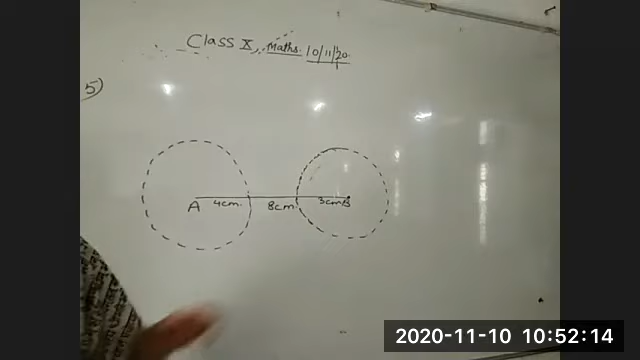 Class X, Maths. 10/11/20.
5)
A 4cm. 8cm. 3cm B
2020-11-10 10:52:14